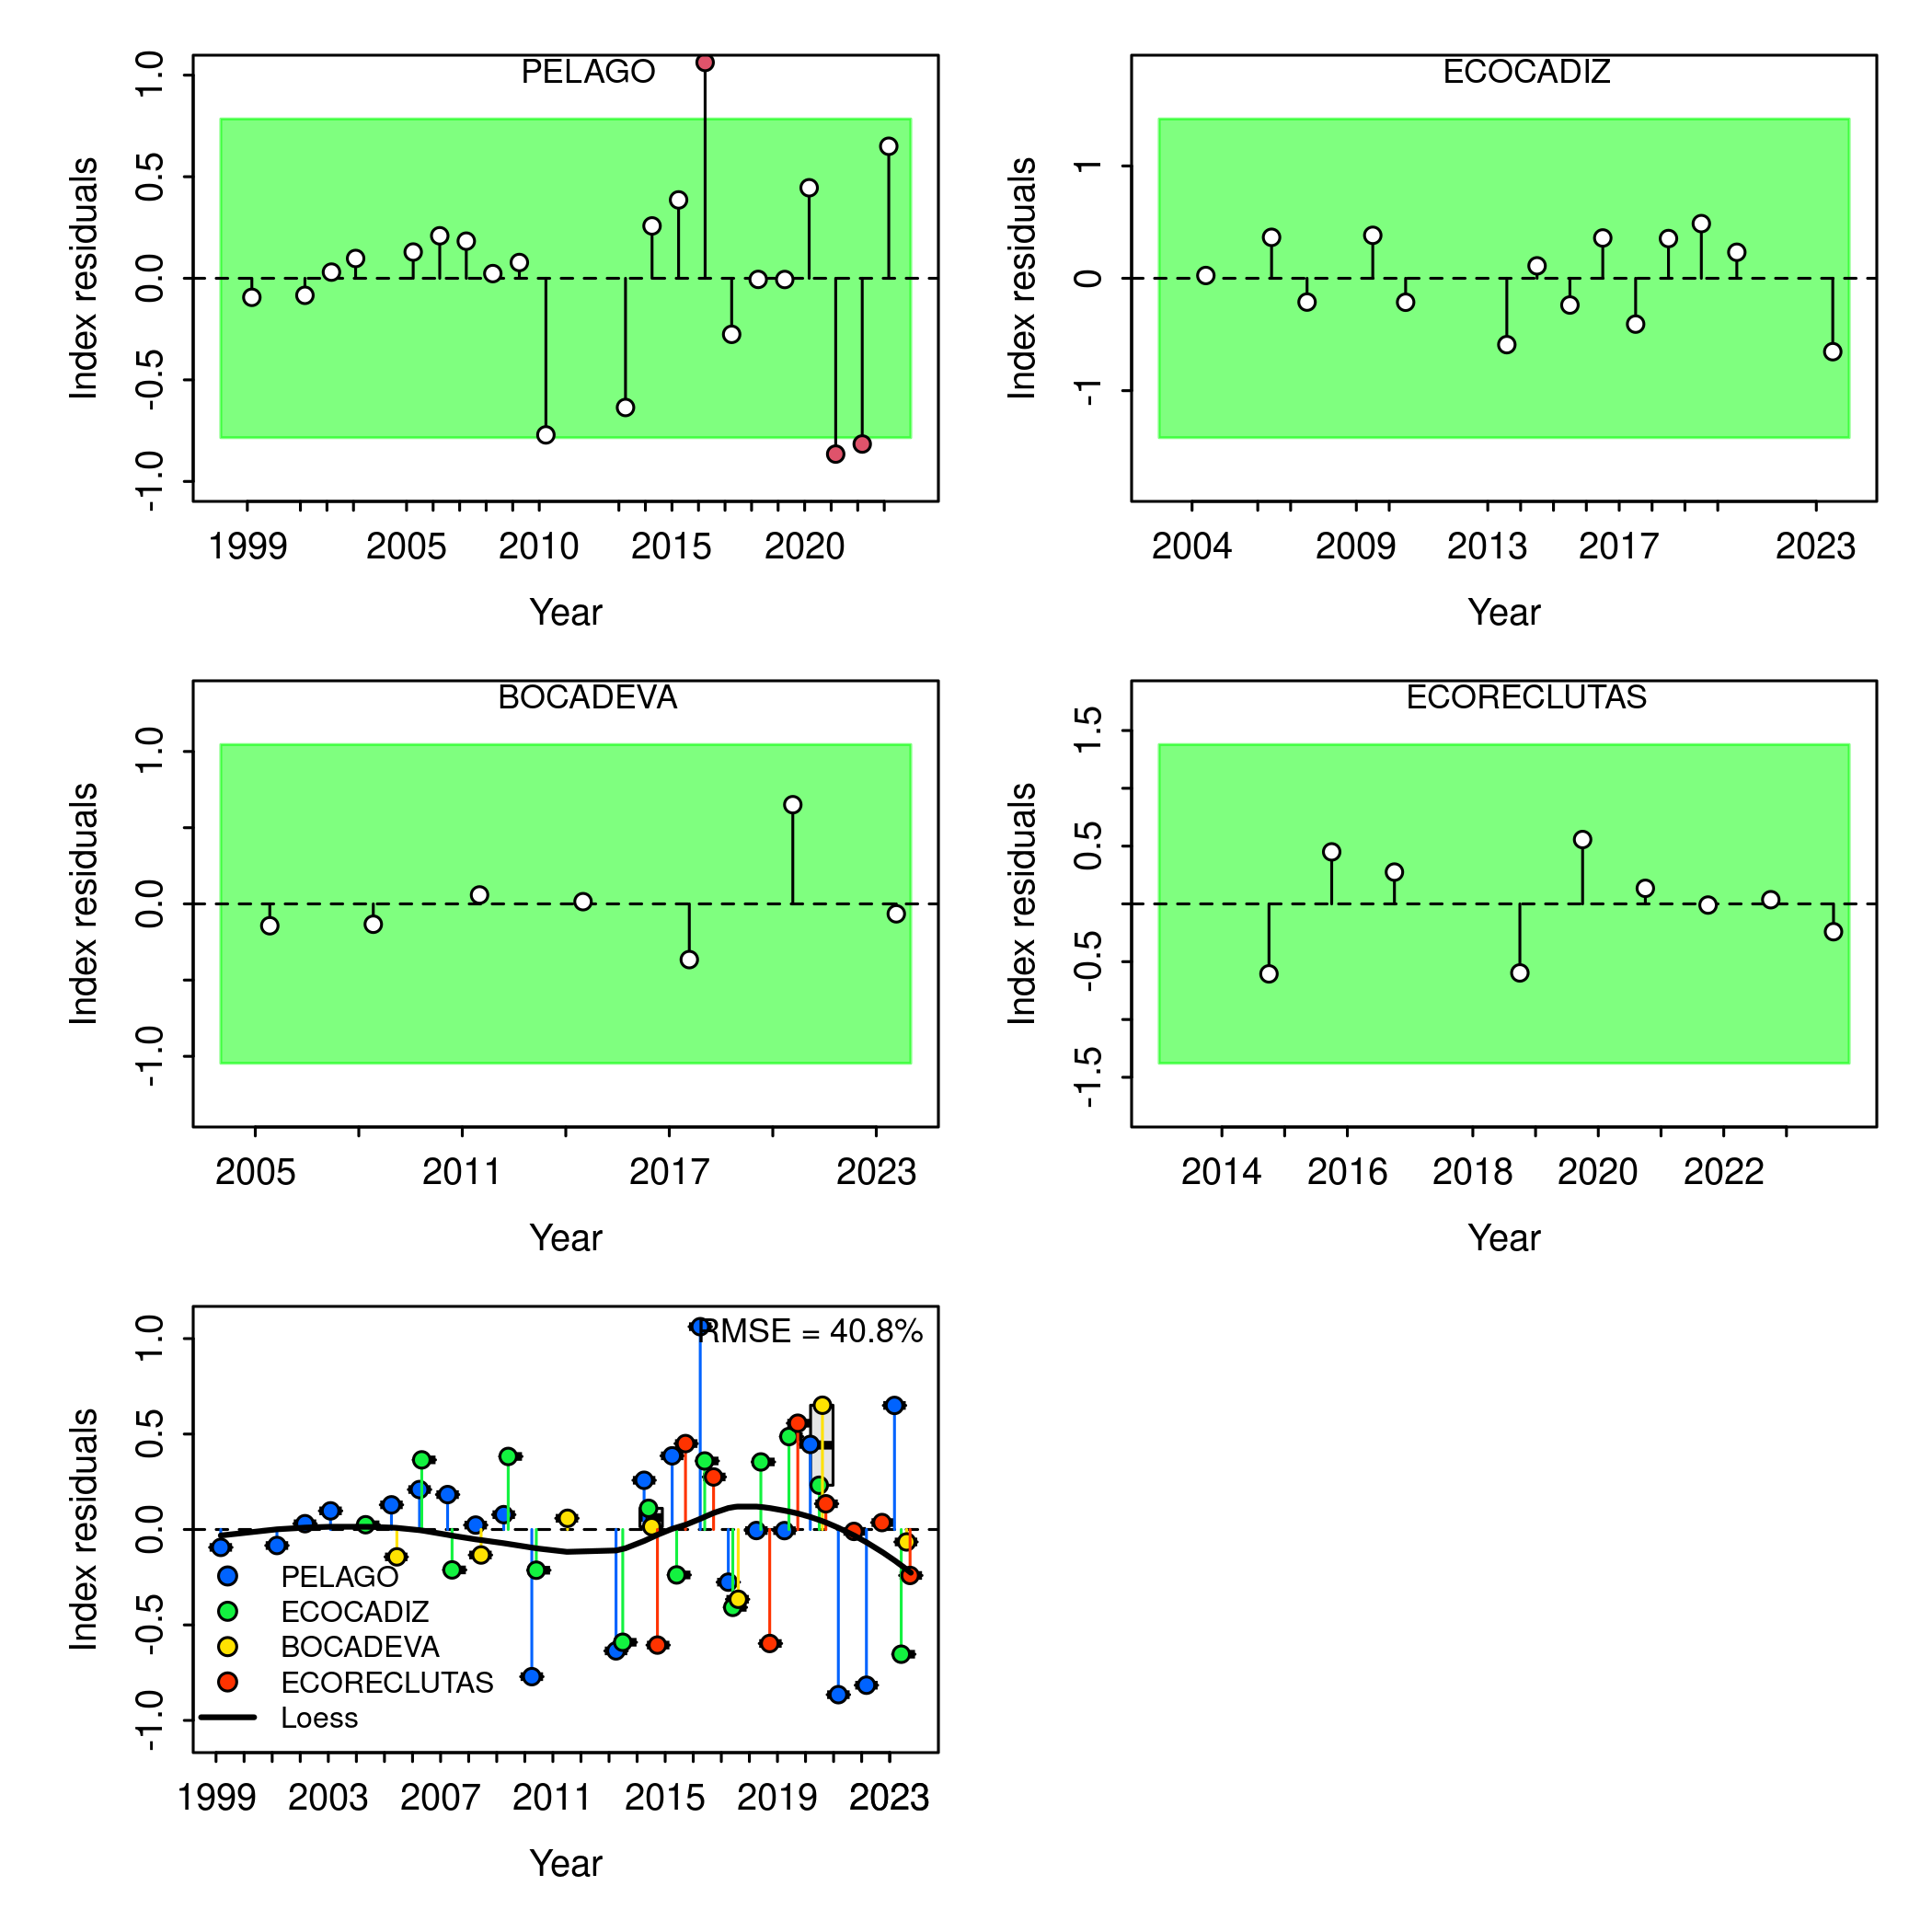 PELAGO
Index residuals
1.0
0.5
0.0
-0.5
-1.0
1999 2005 2010 2015 2020
Year
ECOCADIZ
Index residuals
1
0
-1
2004 2009 2013 2017 2023
Year
BOCADEVA
Index residuals
1.0
0.0
-1.0
2005 2011 2017 2023
Year
ECORECLUTAS
Index residuals
1.5
0.5
-0.5
-1.5
2014 2016 2018 2020 2022
Year
RMSE = 40.8%
Index residuals
1.0
0.5
0.0
-0.5
-1.0
PELAGO
ECOCADIZ
BOCADEVA
ECORECLUTAS
Loess
1999 2003 2007 2011 2015 2019 2023
Year